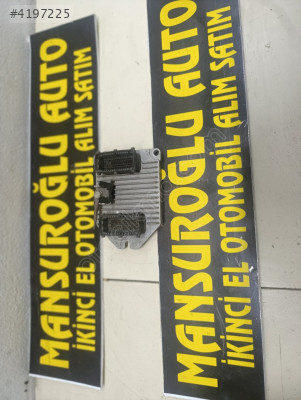 #4197225
MANSUROĞLU AUTO
İKİNCİ EL OTOMOBİL ALIM SATIM
MANSUROĞLU AUTO
İKİNCİ EL OTOMOBİL ALIM SATIM